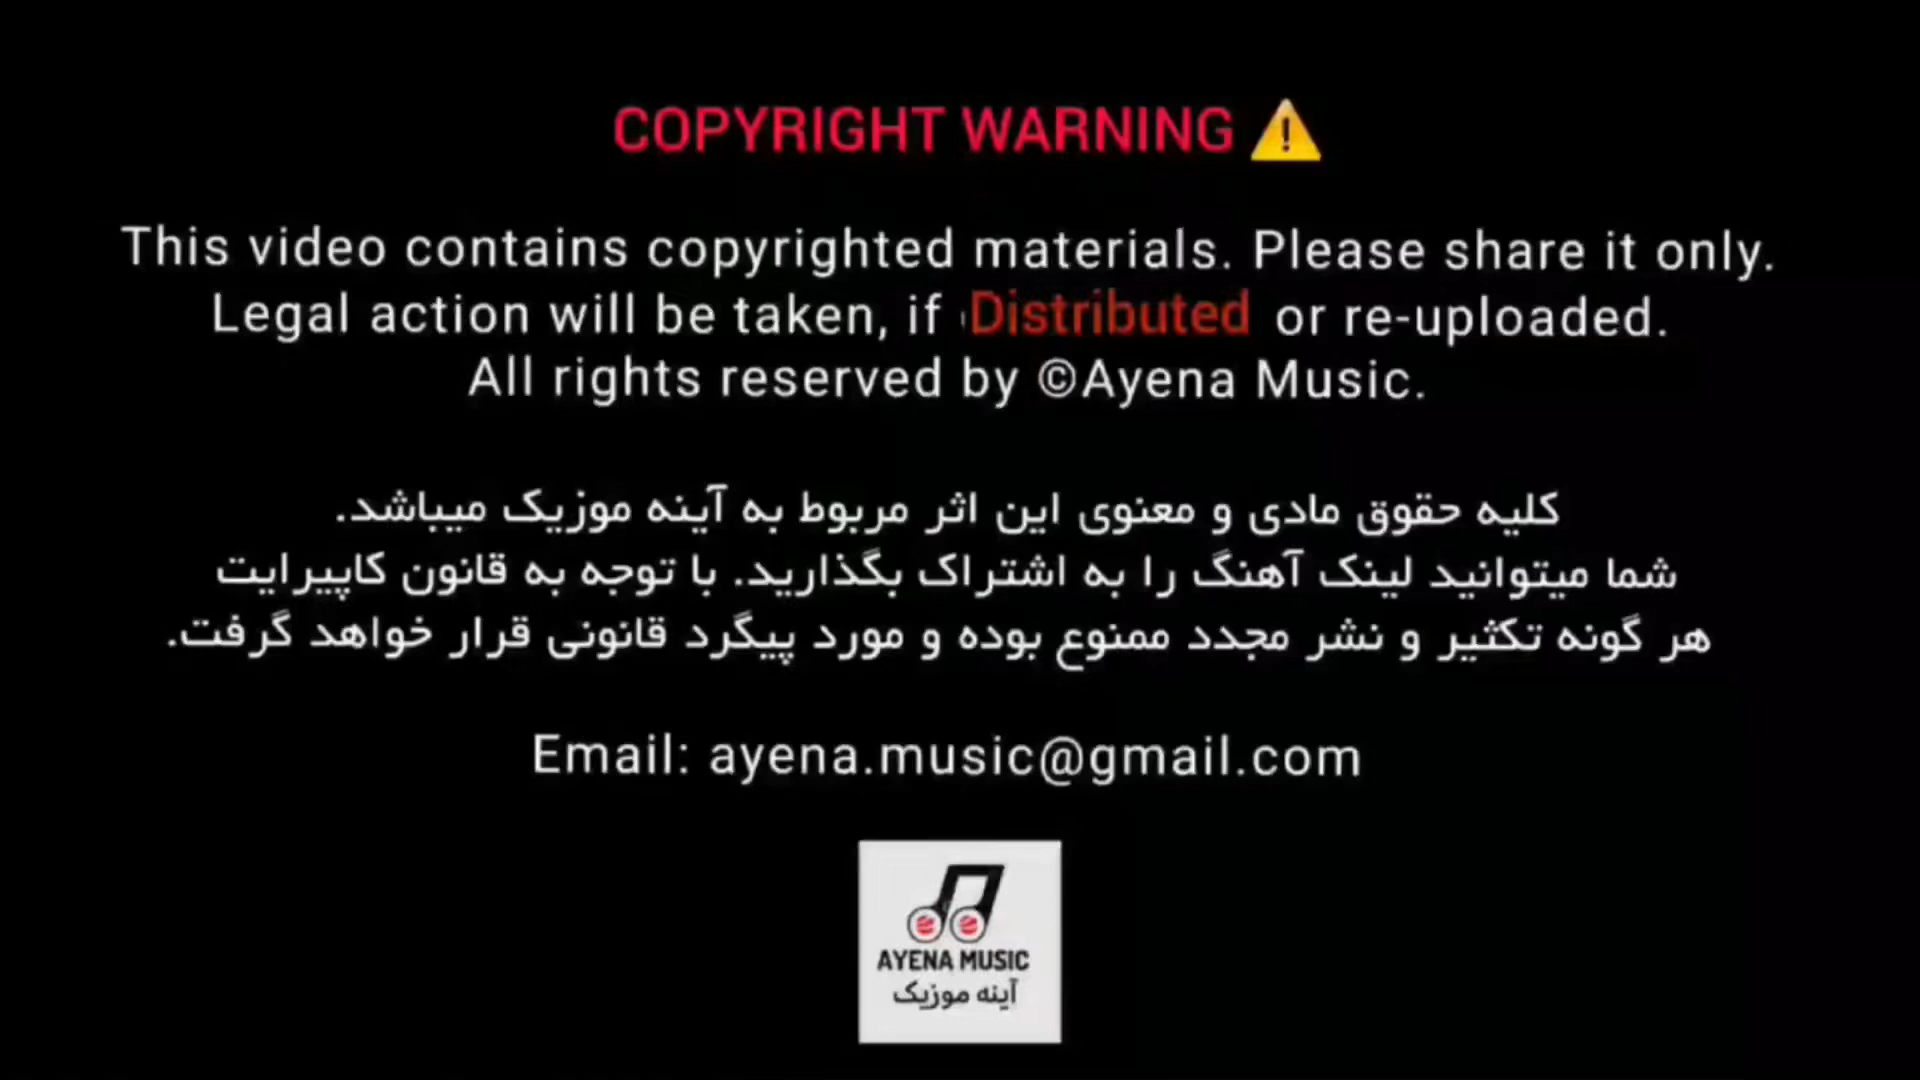 COPYRIGHT WARNING ⚠️
This video contains copyrighted materials. Please share it only.
Legal action will be taken, if Distributed or re-uploaded.
All rights reserved by ©Ayena Music.
کلیه حقوق مادی و معنوی این اثر مربوط به آینه موزیک میباشد.
شما میتوانید لینک آهنگ را به اشتراک بگذارید. با توجه به قانون کاپیرایت
هر گونه تکثیر و نشر مجدد ممنوع بوده و مورد پیگرد قانونی قرار خواهد گرفت.
Email: ayena.music@gmail.com
AYENA MUSIC
آینه موزیک